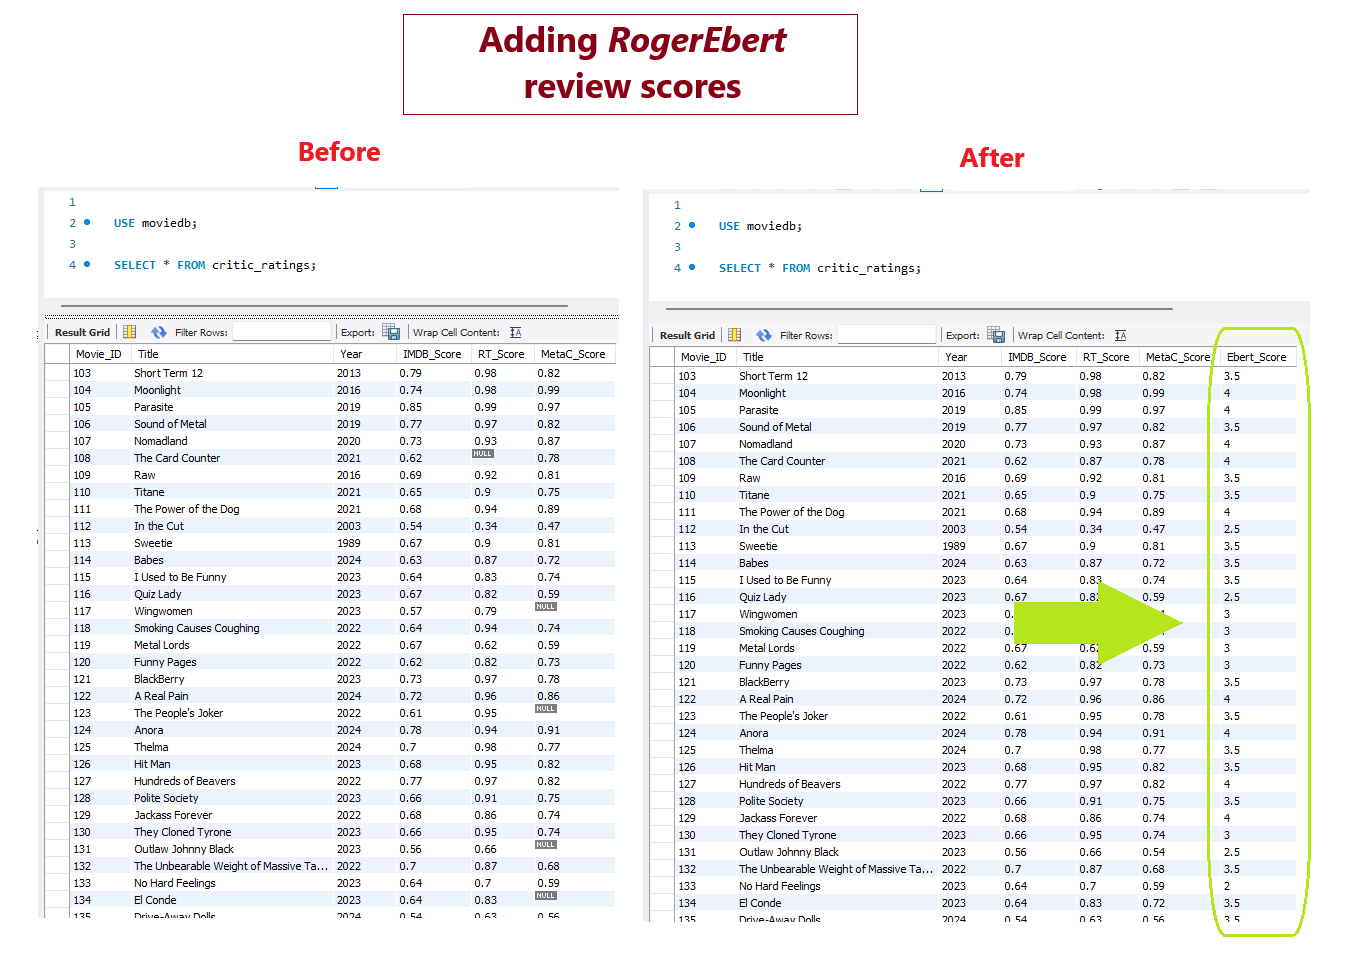 Adding RogerEbert
review scores
Before
1
2 USE moviedb;
3
4 SELECT * FROM critic_ratings;
Result Grid Filter Rows: Export: Wrap Cell Content:
Movie_ID Title Year IMDB_Score RT_Score MetaC_Score
103 Short Term 12 2013 0.79 0.98 0.82
104 Moonlight 2016 0.74 0.98 0.99
105 Parasite 2019 0.85 0.99 0.97
106 Sound of Metal 2019 0.77 0.97 0.82
107 Nomadland 2020 0.73 0.93 0.87
108 The Card Counter 2021 0.62 NULL 0.78
109 Raw 2016 0.69 0.92 0.81
110 Titane 2021 0.65 0.9 0.75
111 The Power of the Dog 2021 0.68 0.94 0.89
112 In the Cut 2003 0.54 0.34 0.47
113 Sweetie 1989 0.67 0.9 0.81
114 Babes 2024 0.63 0.87 0.72
115 I Used to Be Funny 2023 0.64 0.83 0.74
116 Quiz Lady 2023 0.67 0.82 0.59
117 Wingwomen 2023 0.57 0.79 NULL
118 Smoking Causes Coughing 2022 0.64 0.94 0.74
119 Metal Lords 2022 0.67 0.62 0.59
120 Funny Pages 2022 0.62 0.82 0.73
121 BlackBerry 2023 0.73 0.97 0.78
122 A Real Pain 2024 0.72 0.96 0.86
123 The People's Joker 2022 0.61 0.95 NULL
124 Anora 2024 0.78 0.94 0.91
125 Thelma 2024 0.7 0.98 0.77
126 Hit Man 2023 0.68 0.95 0.82
127 Hundreds of Beavers 2022 0.77 0.97 0.82
128 Polite Society 2023 0.66 0.91 0.75
129 Jackass Forever 2022 0.68 0.86 0.74
130 They Cloned Tyrone 2023 0.66 0.95 0.74
131 Outlaw Johnny Black 2023 0.56 0.66 NULL
132 The Unbearable Weight of Massive Ta... 2022 0.7 0.87 0.68
133 No Hard Feelings 2023 0.64 0.7 0.59
134 El Conde 2023 0.64 0.83 NULL
135 Drive-Away Dolls 2024 0.54 0.63 0.56
After
1
2 USE moviedb;
3
4 SELECT * FROM critic_ratings;
Result Grid Filter Rows: Export: Wrap Cell Content:
Movie_ID Title Year IMDB_Score RT_Score MetaC_Score Ebert_Score
103 Short Term 12 2013 0.79 0.98 0.82 3.5
104 Moonlight 2016 0.74 0.98 0.99 4
105 Parasite 2019 0.85 0.99 0.97 4
106 Sound of Metal 2019 0.77 0.97 0.82 3.5
107 Nomadland 2020 0.73 0.93 0.87 4
108 The Card Counter 2021 0.62 0.87 0.78 4
109 Raw 2016 0.69 0.92 0.81 3.5
110 Titane 2021 0.65 0.9 0.75 3.5
111 The Power of the Dog 2021 0.68 0.94 0.89 4
112 In the Cut 2003 0.54 0.34 0.47 2.5
113 Sweetie 1989 0.67 0.9 0.81 3.5
114 Babes 2024 0.63 0.87 0.72 3.5
115 I Used to Be Funny 2023 0.64 0.83 0.74 3.5
116 Quiz Lady 2023 0.67 0.82 0.59 2.5
117 Wingwomen 2023 3
118 Smoking Causes Coughing 2022 3
119 Metal Lords 2022 0.67 0.62 0.59 3
120 Funny Pages 2022 0.62 0.82 0.73 3
121 BlackBerry 2023 0.73 0.97 0.78 3.5
122 A Real Pain 2024 0.72 0.96 0.86 4
123 The People's Joker 2022 0.61 0.95 0.78 3.5
124 Anora 2024 0.78 0.94 0.91 4
125 Thelma 2024 0.7 0.98 0.77 3.5
126 Hit Man 2023 0.68 0.95 0.82 3.5
127 Hundreds of Beavers 2022 0.77 0.97 0.82 4
128 Polite Society 2023 0.66 0.91 0.75 3.5
129 Jackass Forever 2022 0.68 0.86 0.74 4
130 They Cloned Tyrone 2023 0.66 0.95 0.74 3
131 Outlaw Johnny Black 2023 0.56 0.66 0.54 2.5
132 The Unbearable Weight of Massive Ta... 2022 0.7 0.87 0.68 3.5
133 No Hard Feelings 2023 0.64 0.7 0.59 2
134 El Conde 2023 0.64 0.83 0.72 3.5
135 Drive-Away Dolls 2024 0.54 0.63 0.56 3.5